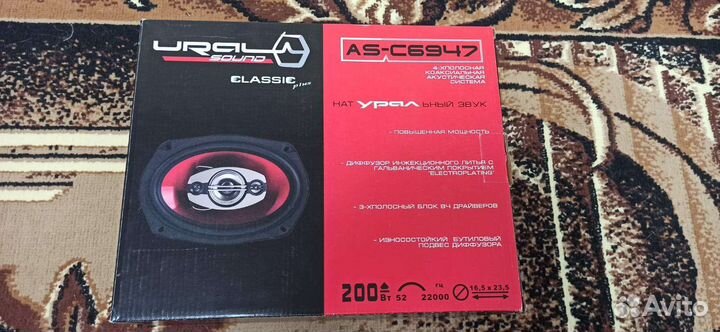 URAL
SOUND
CLASSIC plus
AS-C6947
4-ХПОЛОСНАЯ
КОАКСИАЛЬНАЯ
АКУСТИЧЕСКАЯ
СИСТЕМА
НАТ УРАЛЬНЫЙ ЗВУК
- ПОВЫШЕННАЯ МОЩНОСТЬ
- ДИФФУЗОР ИНЖЕКЦИОННОГО ЛИТЬЯ С
ГАЛЬВАНИЧЕСКИМ ПОКРЫТИЕМ
"ELECTROPLATING"
- 3-ХПОЛОСНЫЙ БЛОК ВЧ ДРАЙВЕРОВ
- ИЗНОСОСТОЙКИЙ БУТИЛОВЫЙ
ПОДВЕС ДИФФУЗОРА
200 Вт 52 гц 22000 16,5 x 23,5
Avito